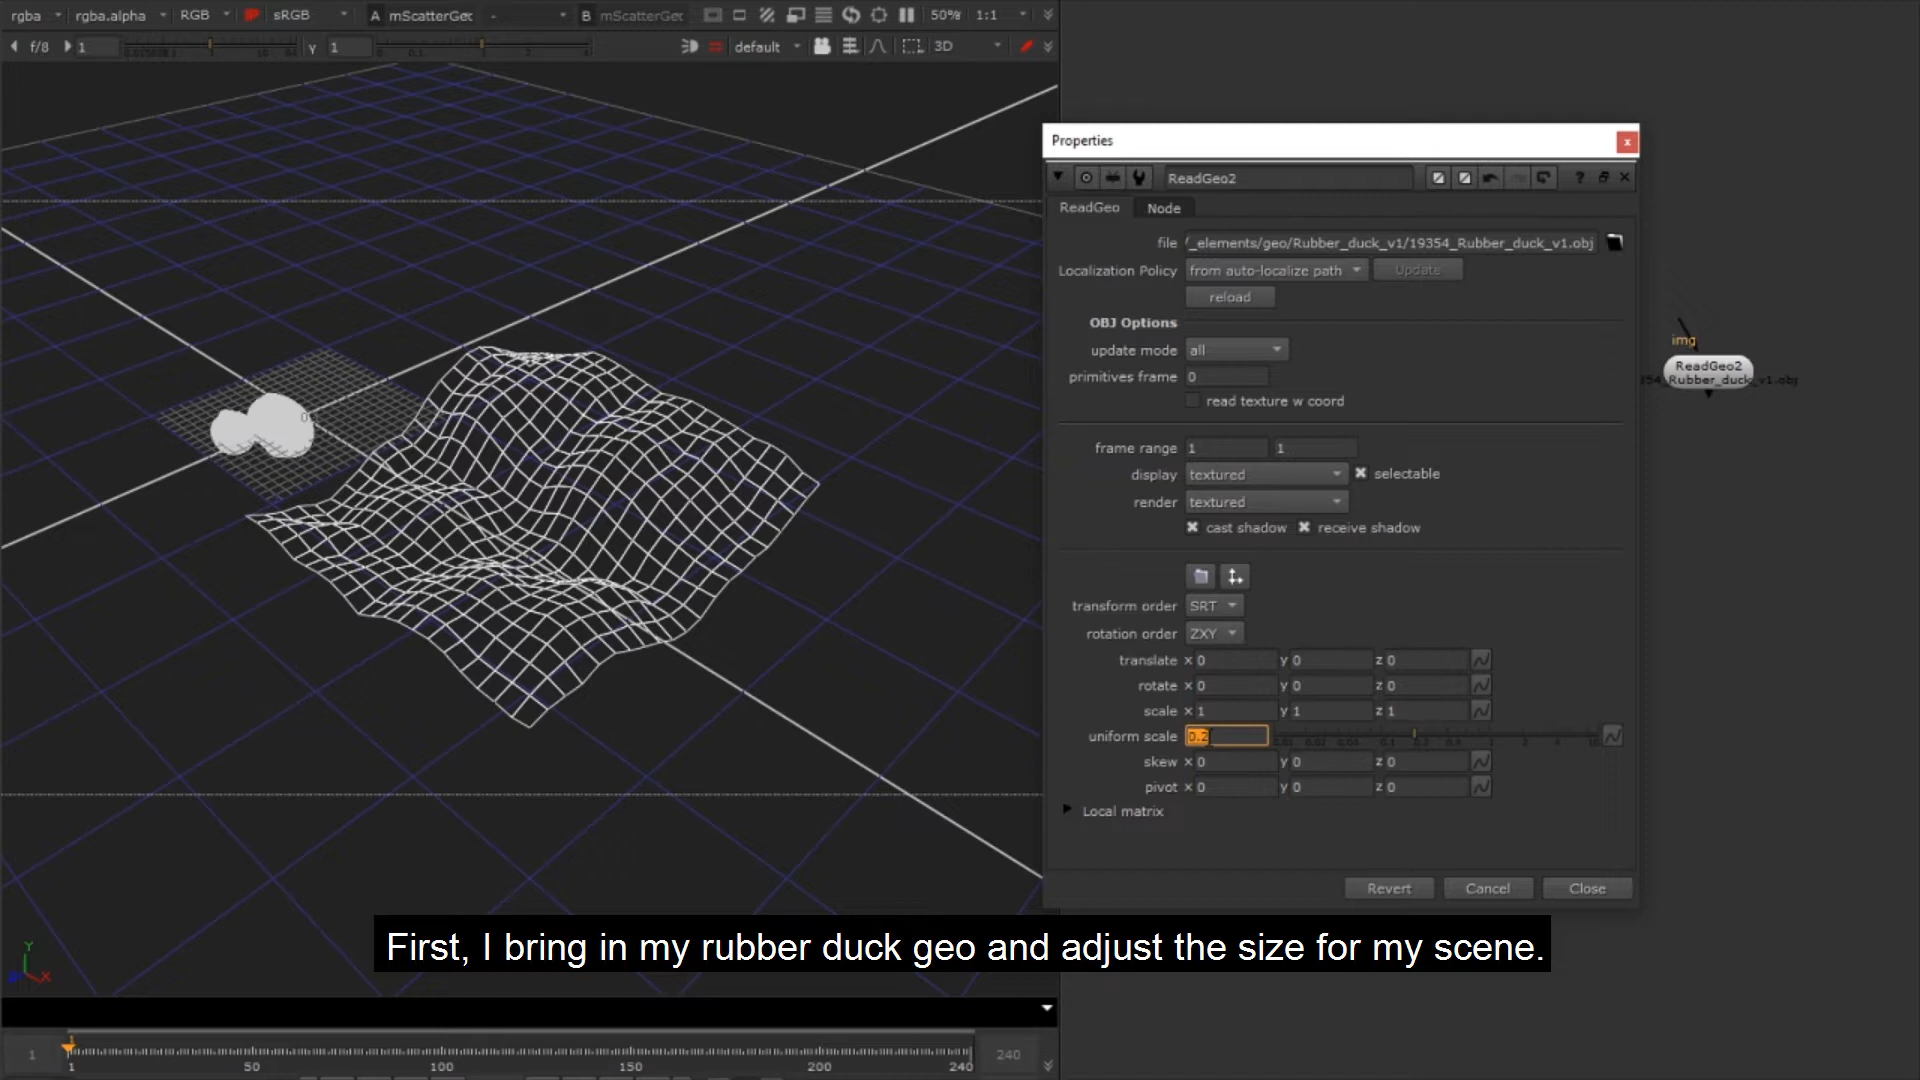 rgba rgba.alpha RGB sRGB A mScatterGeo - B mScatterGeo 50% 1:1
f/8 1 γ 1 default 3D
Properties
ReadGeo2 ?
ReadGeo Node
file /_elements/geo/Rubber_duck_v1/19354_Rubber_duck_v1.obj
Localization Policy from auto-localize path Update
reload
OBJ Options
update mode all
primitives frame 0
read texture w coord
frame range 1 1
display textured selectable
render textured
cast shadow receive shadow
transform order SRT
rotation order ZXY
translate x 0 y 0 z 0
rotate x 0 y 0 z 0
scale x 1 y 1 z 1
uniform scale 0.2
skew x 0 y 0 z 0
pivot x 0 y 0 z 0
Local matrix
Revert Cancel Close
img
ReadGeo2
354_Rubber_duck_v1.obj
Y
X
First, I bring in my rubber duck geo and adjust the size for my scene.
1
1 240
1 50 100 150 200 240